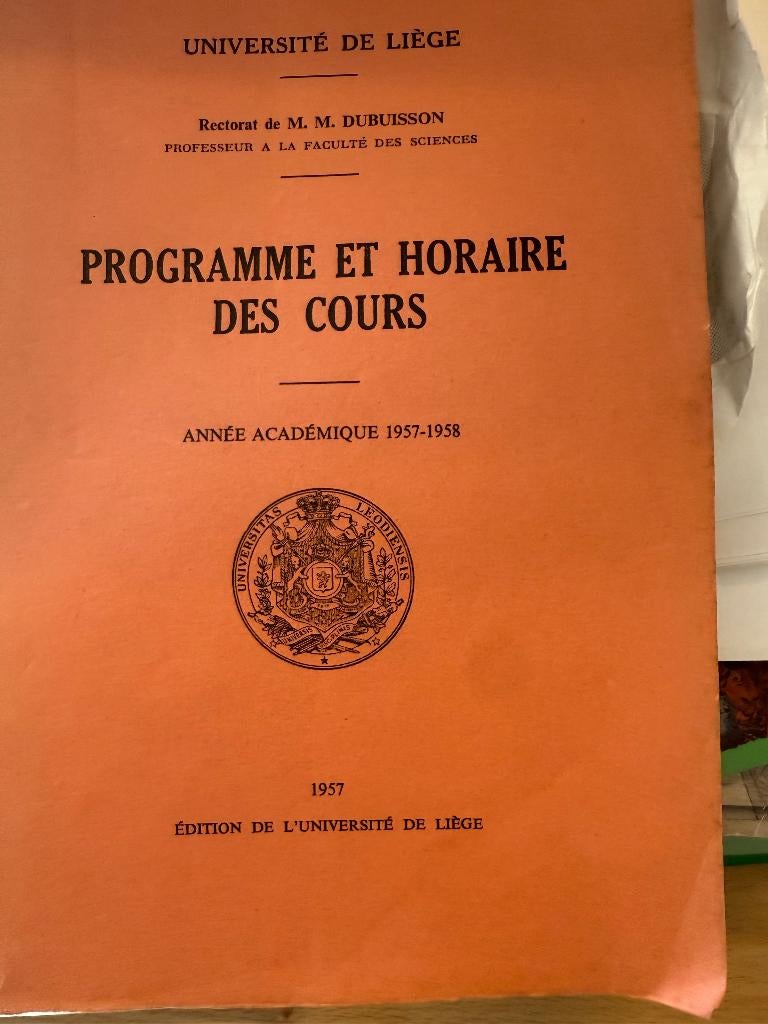 UNIVERSITÉ DE LIÈGE
Rectorat de M. M. DUBUISSON
PROFESSEUR A LA FACULTÉ DES SCIENCES
PROGRAMME ET HORAIRE
DES COURS
ANNÉE ACADÉMIQUE 1957-1958
UNIVERSITAS LEODIENSIS
1957
ÉDITION DE L'UNIVERSITÉ DE LIÈGE